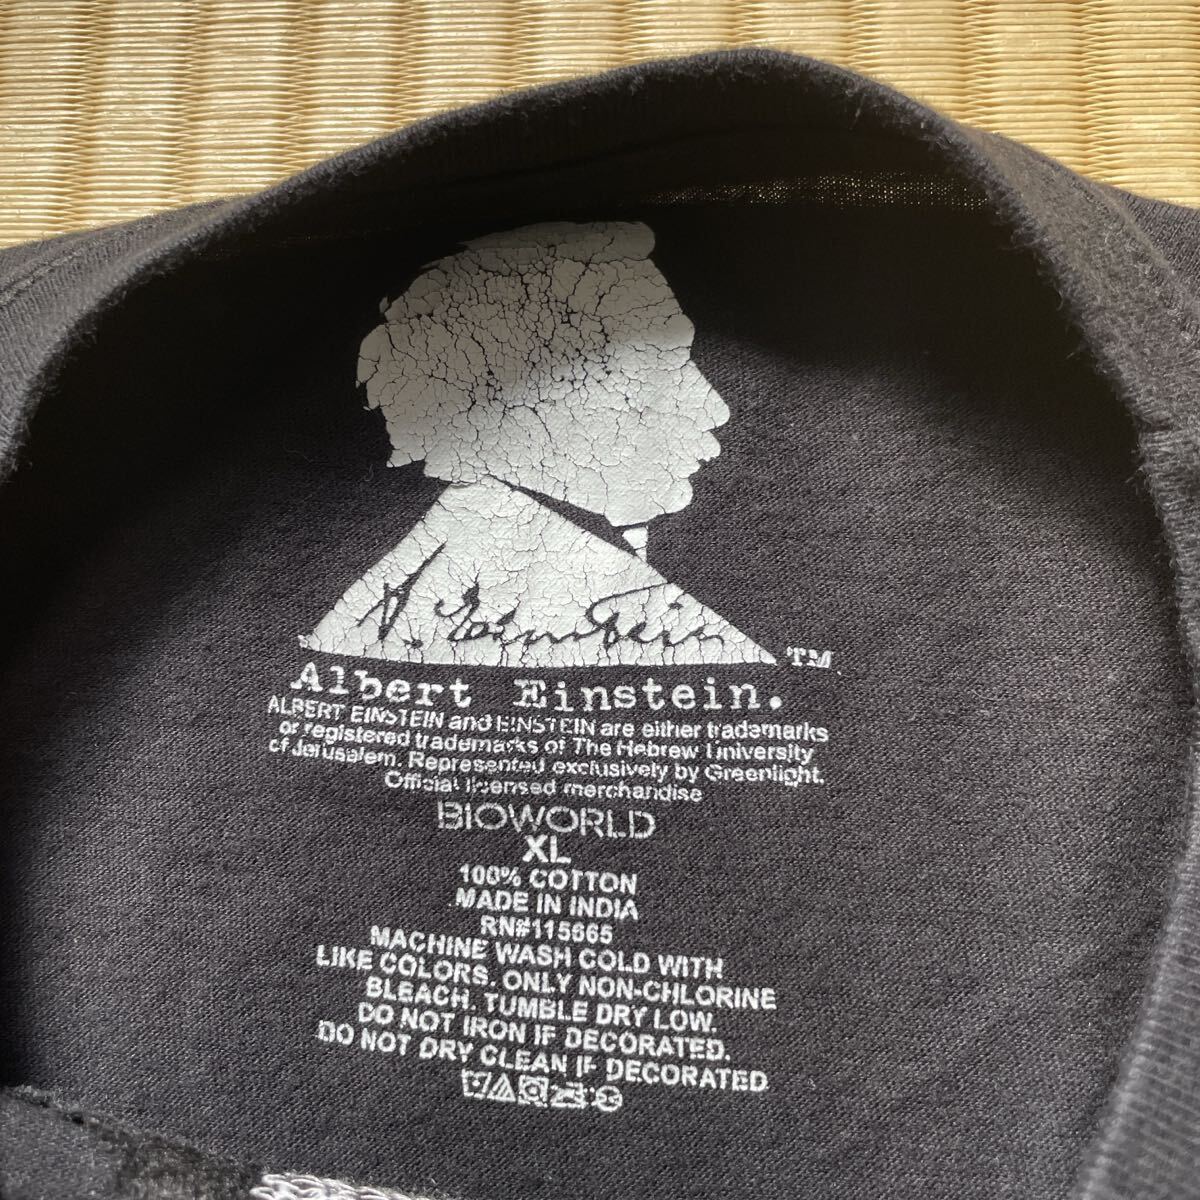 A. Einstein
TM
Albert Einstein.
ALBERT EINSTEIN and EINSTEIN are either trademarks
or registered trademarks of The Hebrew University
of Jerusalem. Represented exclusively by Greenlight.
Official licensed merchandise
BIOWORLD
XL
100% COTTON
MADE IN INDIA
RN#115665
MACHINE WASH COLD WITH
LIKE COLORS. ONLY NON-CHLORINE
BLEACH. TUMBLE DRY LOW.
DO NOT IRON IF DECORATED.
DO NOT DRY CLEAN IF DECORATED